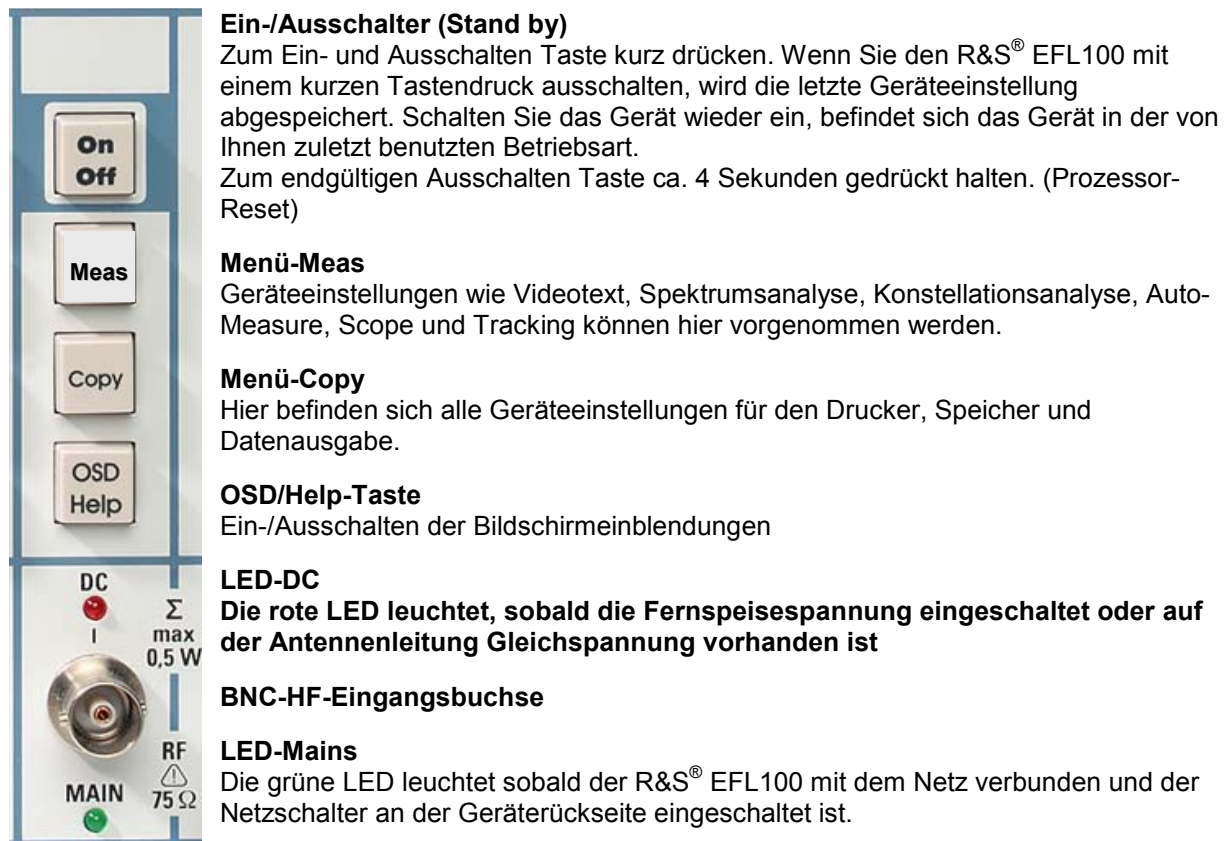 On
Off
Meas
Copy
OSD
Help
DC
I
Σ
max
0,5 W
RF
75 Ω
MAIN
Ein-/Ausschalter (Stand by)
Zum Ein- und Ausschalten Taste kurz drücken. Wenn Sie den R&S® EFL100 mit
einem kurzen Tastendruck ausschalten, wird die letzte Geräteeinstellung
abgespeichert. Schalten Sie das Gerät wieder ein, befindet sich das Gerät in der von
Ihnen zuletzt benutzten Betriebsart.
Zum endgültigen Ausschalten Taste ca. 4 Sekunden gedrückt halten. (Prozessor-
Reset)
Menü-Meas
Geräteeinstellungen wie Videotext, Spektrumsanalyse, Konstellationsanalyse, Auto-
Measure, Scope und Tracking können hier vorgenommen werden.
Menü-Copy
Hier befinden sich alle Geräteeinstellungen für den Drucker, Speicher und
Datenausgabe.
OSD/Help-Taste
Ein-/Ausschalten der Bildschirmeinblendungen
LED-DC
Die rote LED leuchtet, sobald die Fernspeisespannung eingeschaltet oder auf
der Antennenleitung Gleichspannung vorhanden ist
BNC-HF-Eingangsbuchse
LED-Mains
Die grüne LED leuchtet sobald der R&S® EFL100 mit dem Netz verbunden und der
Netzschalter an der Geräterückseite eingeschaltet ist.